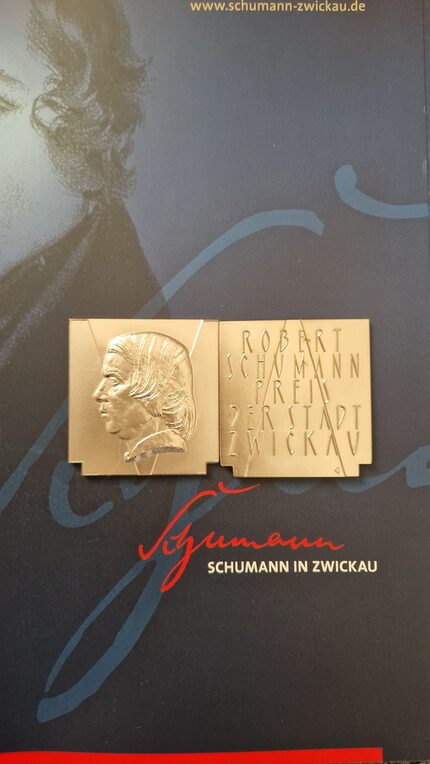 www.schumann-zwickau.de
ROBERT
SCHUMANN
PREIS
DER STADT
ZWICKAU
Schumann
SCHUMANN IN ZWICKAU